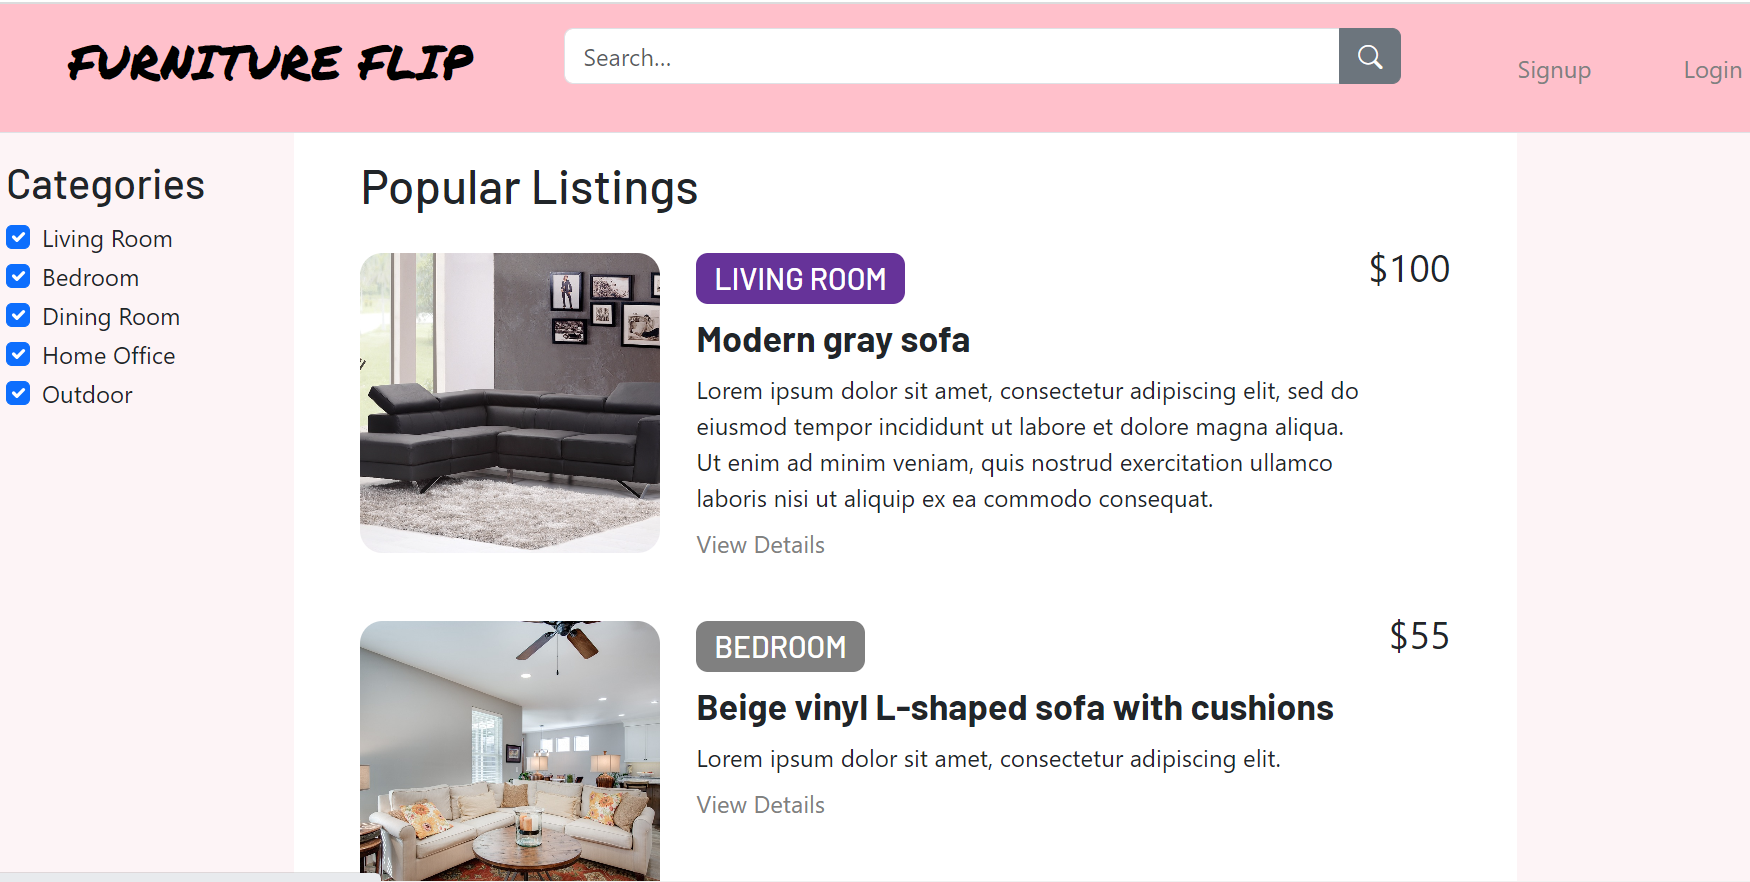 FURNITURE FLIP
Search...
Signup
Login
Categories
Living Room
Bedroom
Dining Room
Home Office
Outdoor
Popular Listings
LIVING ROOM
$100
Modern gray sofa
Lorem ipsum dolor sit amet, consectetur adipiscing elit, sed do
eiusmod tempor incididunt ut labore et dolore magna aliqua.
Ut enim ad minim veniam, quis nostrud exercitation ullamco
laboris nisi ut aliquip ex ea commodo consequat.
View Details
BEDROOM
$55
Beige vinyl L-shaped sofa with cushions
Lorem ipsum dolor sit amet, consectetur adipiscing elit.
View Details